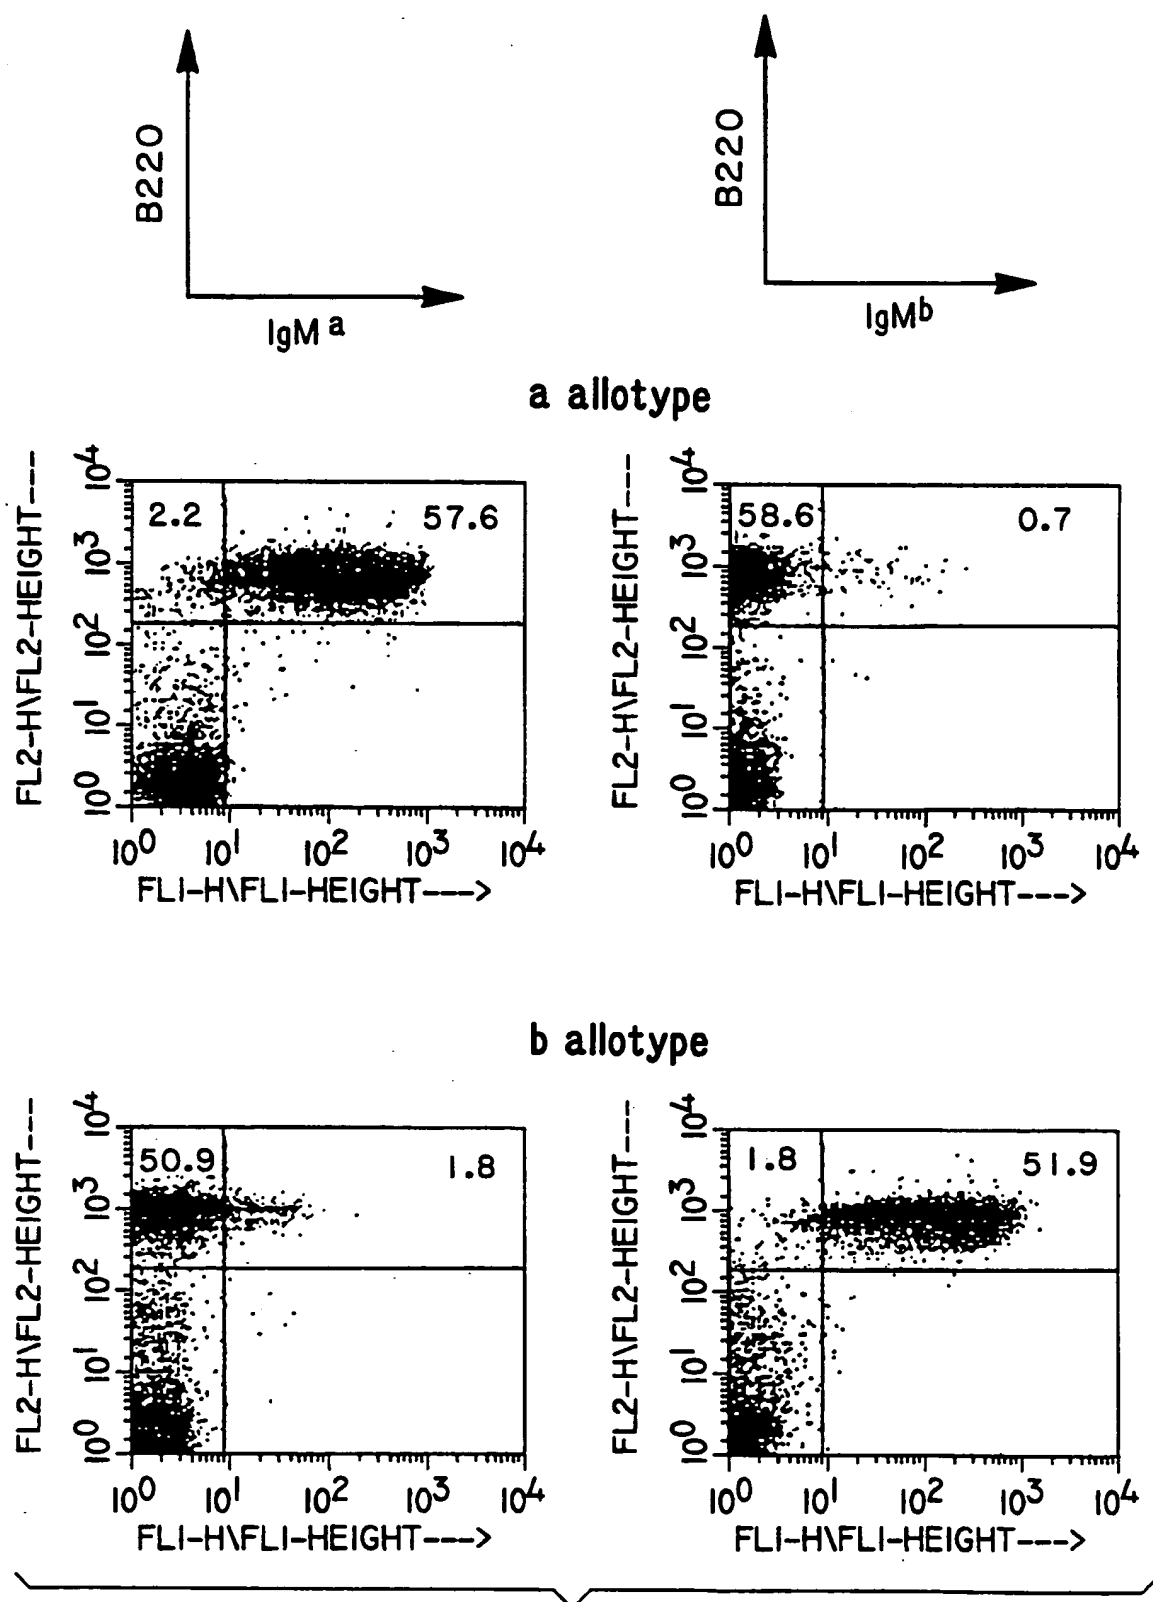 B220
IgM a
B220
IgM b
a allotype
FL2-H\FL2-HEIGHT---
10^4
10^3
10^2
10^1
10^0
2.2
57.6
10^0 10^1 10^2 10^3 10^4
FL1-H\FL1-HEIGHT--->
FL2-H\FL2-HEIGHT---
10^4
10^3
10^2
10^1
10^0
58.6
0.7
10^0 10^1 10^2 10^3 10^4
FL1-H\FL1-HEIGHT--->
b allotype
FL2-H\FL2-HEIGHT---
10^4
10^3
10^2
10^1
10^0
50.9
1.8
10^0 10^1 10^2 10^3 10^4
FL1-H\FL1-HEIGHT--->
FL2-H\FL2-HEIGHT---
10^4
10^3
10^2
10^1
10^0
1.8
51.9
10^0 10^1 10^2 10^3 10^4
FL1-H\FL1-HEIGHT--->